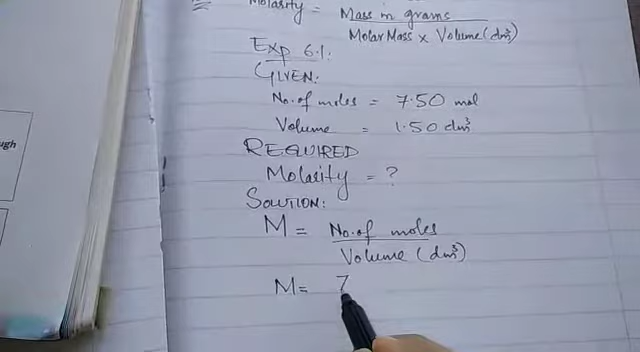 Molarity = Mass in grams
Molar Mass x Volume (dm³)
Exp 6.1:
GIVEN:
No. of moles = 7.50 mol
Volume = 1.50 dm³
REQUIRED
Molarity = ?
SOLUTION:
M = No. of moles
Volume (dm³)
M = 7
ugh